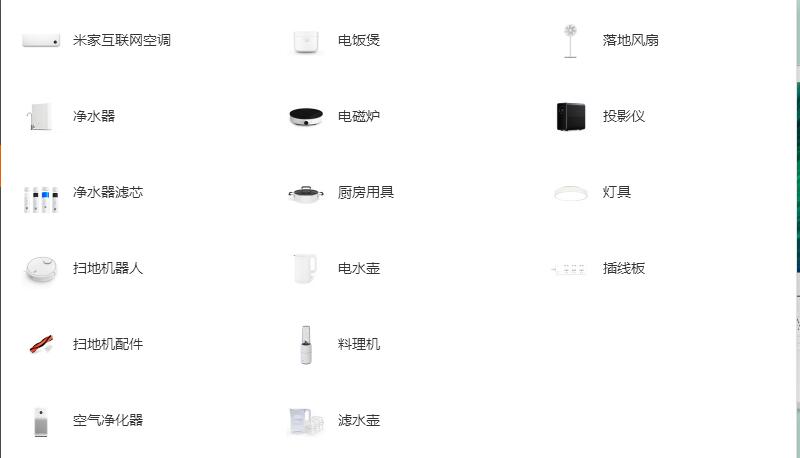 米家互联网空调
净水器
净水器滤芯
扫地机器人
扫地机配件
空气净化器
电饭煲
电磁炉
厨房用具
电水壶
料理机
滤水壶
落地风扇
投影仪
灯具
插线板